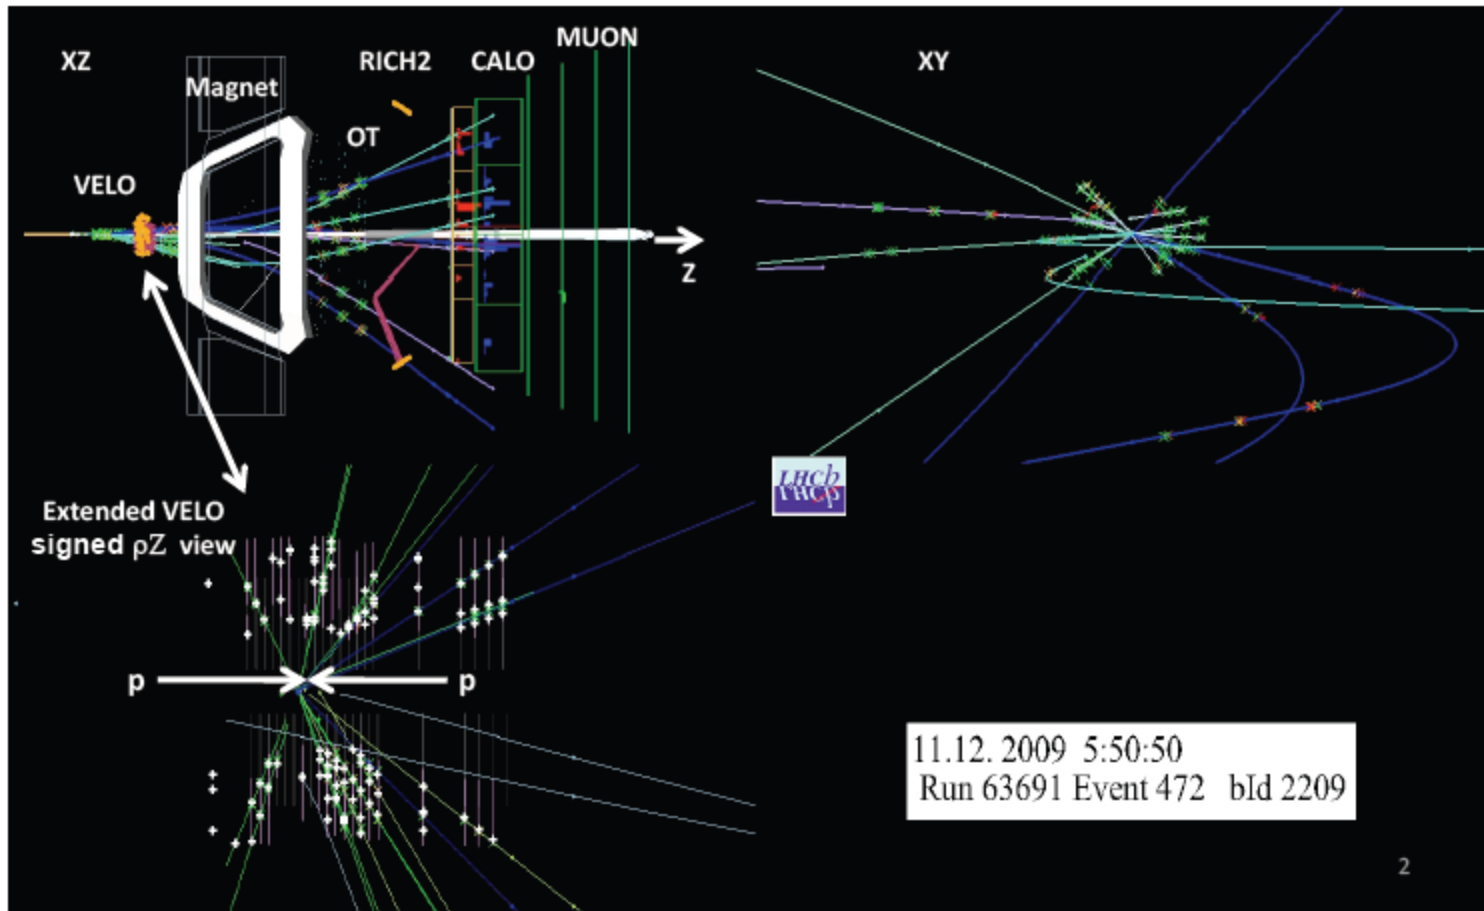 XZ
Magnet
RICH2
CALO
MUON
OT
VELO
Z
XY
LHCb
Extended VELO
signed ρZ view
p
p
11.12. 2009 5:50:50
Run 63691 Event 472 bId 2209
2